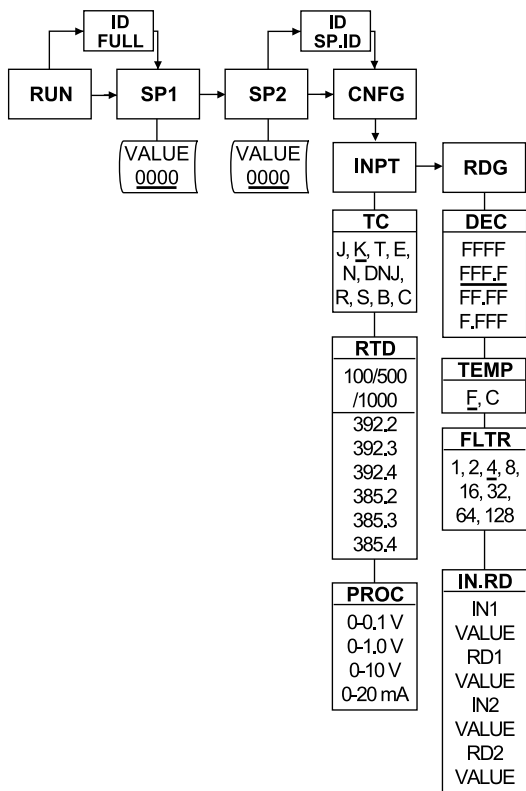 ID
FULL
ID
SP.ID
RUN
SP1
SP2
CNFG
VALUE
0000
VALUE
0000
INPT
RDG
TC
J, K, T, E,
N, DNJ,
R, S, B, C
RTD
100/500
/1000
392.2
392.3
392.4
385.2
385.3
385.4
PROC
0-0.1 V
0-1.0 V
0-10 V
0-20 mA
DEC
FFFF
FFF.F
FF.FF
F.FFF
TEMP
F, C
FLTR
1, 2, 4, 8,
16, 32,
64, 128
IN.RD
IN1
VALUE
RD1
VALUE
IN2
VALUE
RD2
VALUE